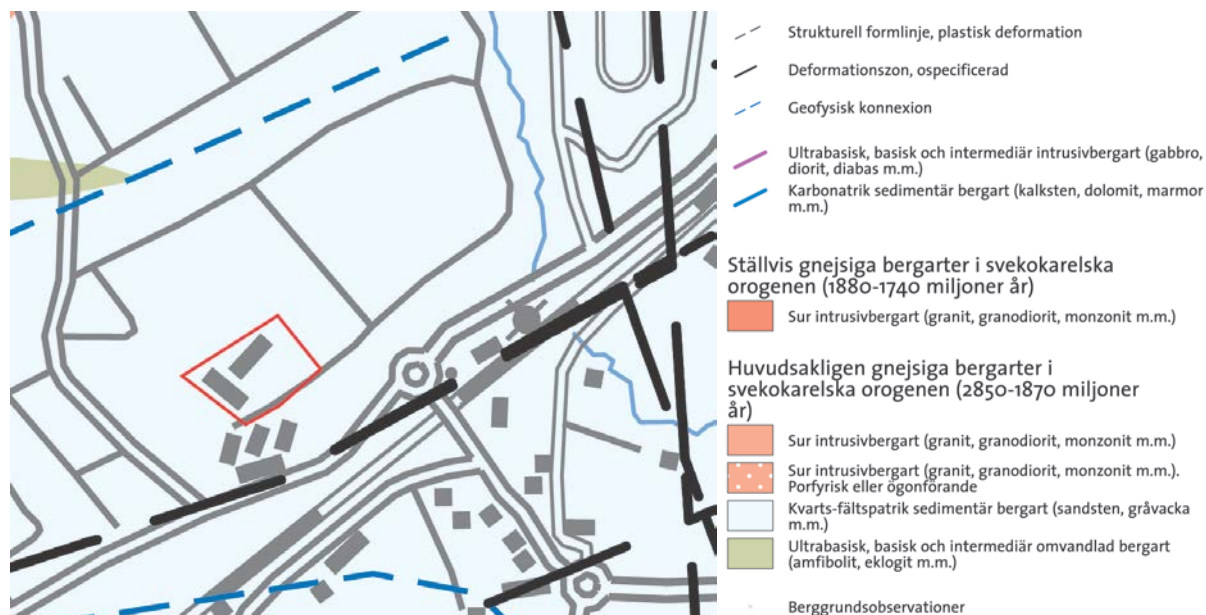 Strukturell formlinje, plastisk deformation
Deformationszon, ospecificerad
Geofysisk konnexion
Ultrabasisk, basisk och intermediär intrusivbergart (gabbro,
diorit, diabas m.m.)
Karbonatrik sedimentär bergart (kalksten, dolomit, marmor
m.m.)
Ställvis gnejsiga bergarter i svekokarelska
orogenen (1880-1740 miljoner år)
Sur intrusivbergart (granit, granodiorit, monzonit m.m.)
Huvudsakligen gnejsiga bergarter i
svekokarelska orogenen (2850-1870 miljoner
år)
Sur intrusivbergart (granit, granodiorit, monzonit m.m.)
Sur intrusivbergart (granit, granodiorit, monzonit m.m.).
Porfyrisk eller ögonförande
Kvarts-fältspatrik sedimentär bergart (sandsten, gråvacka
m.m.)
Ultrabasisk, basisk och intermediär omvandlad bergart
(amfibolit, eklogit m.m.)
Berggrundsobservationer